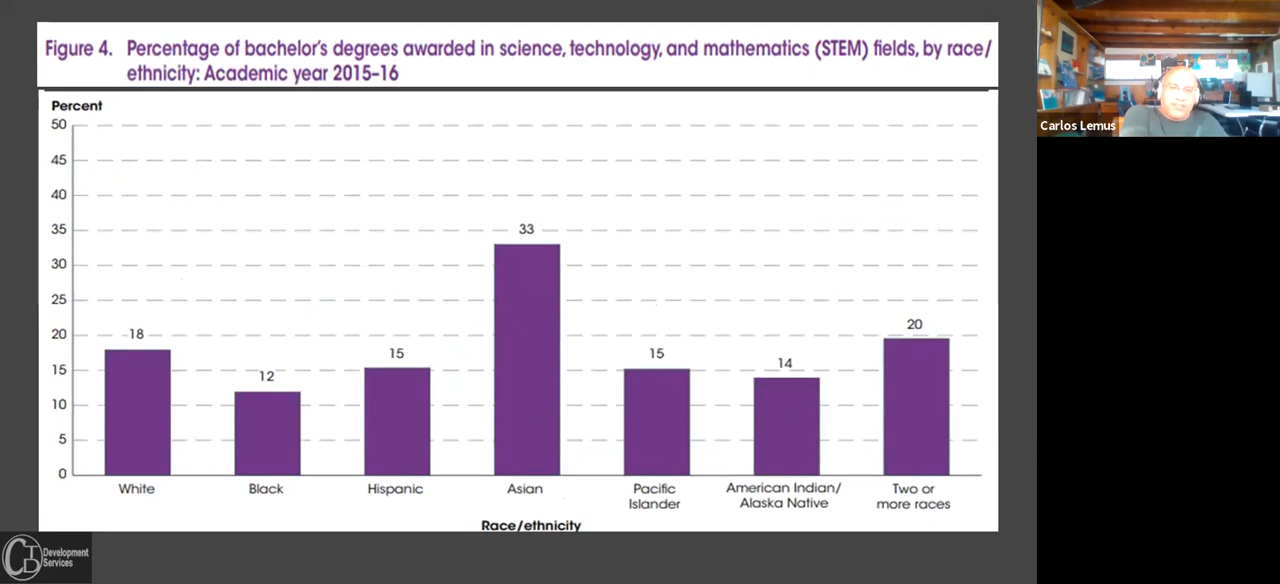 Figure 4. Percentage of bachelor's degrees awarded in science, technology, and mathematics (STEM) fields, by race/
ethnicity: Academic year 2015-16
Percent
50
45
40
35
30
25
20
15
10
5
0
18
12
15
33
15
14
20
White
Black
Hispanic
Asian
Pacific
Islander
American Indian/
Alaska Native
Two or
more races
Race/ethnicity
Carlos Lemus
CTD Development
Services